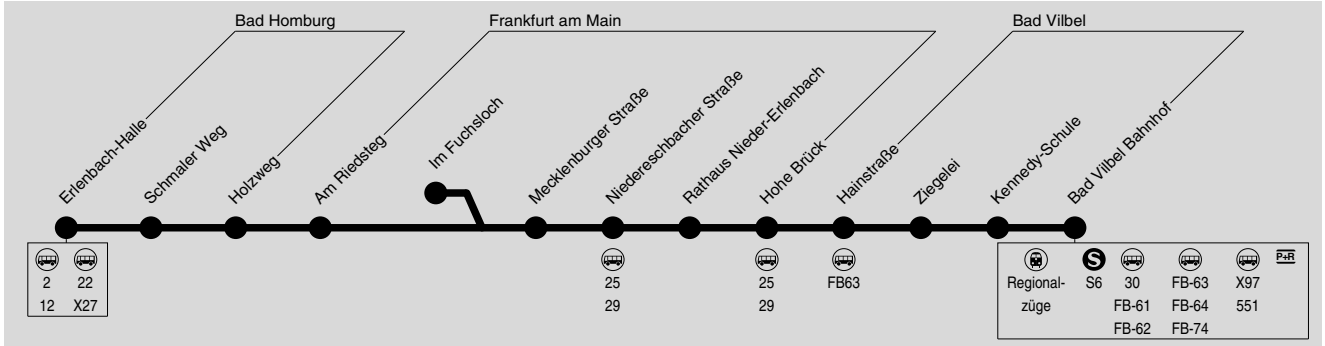 Bad Homburg
Frankfurt am Main
Bad Vilbel
Erlenbach-Halle
Schmaler Weg
Holzweg
Am Riedsteg
Im Fuchsloch
Mecklenburger Straße
Niedereschbacher Straße
Rathaus Nieder-Erlenbach
Hohe Brück
Hainstraße
Ziegelei
Kennedy-Schule
Bad Vilbel Bahnhof
2 22
12 X27
25
29
25
29
FB63
S P+R
Regional- S6 30 FB-63 X97
züge FB-61 FB-64 551
FB-62 FB-74